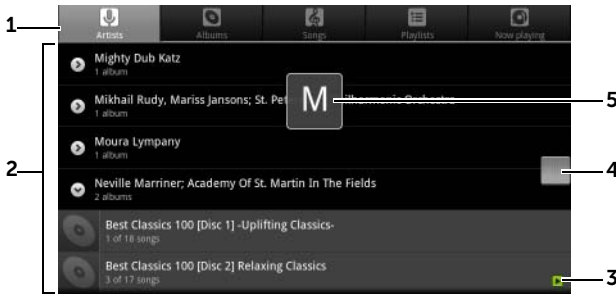 1
Artists
Albums
Songs
Playlists
Now playing
2
Mighty Dub Katz
1 album
Mikhail Rudy, Mariss Jansons; St. Pet
M
5
Moura Lympany
1 album
4
Neville Marriner; Academy Of St. Martin In The Fields
2 albums
Best Classics 100 [Disc 1] -Uplifting Classics-
1 of 18 songs
Best Classics 100 [Disc 2] Relaxing Classics
3 of 17 songs
3